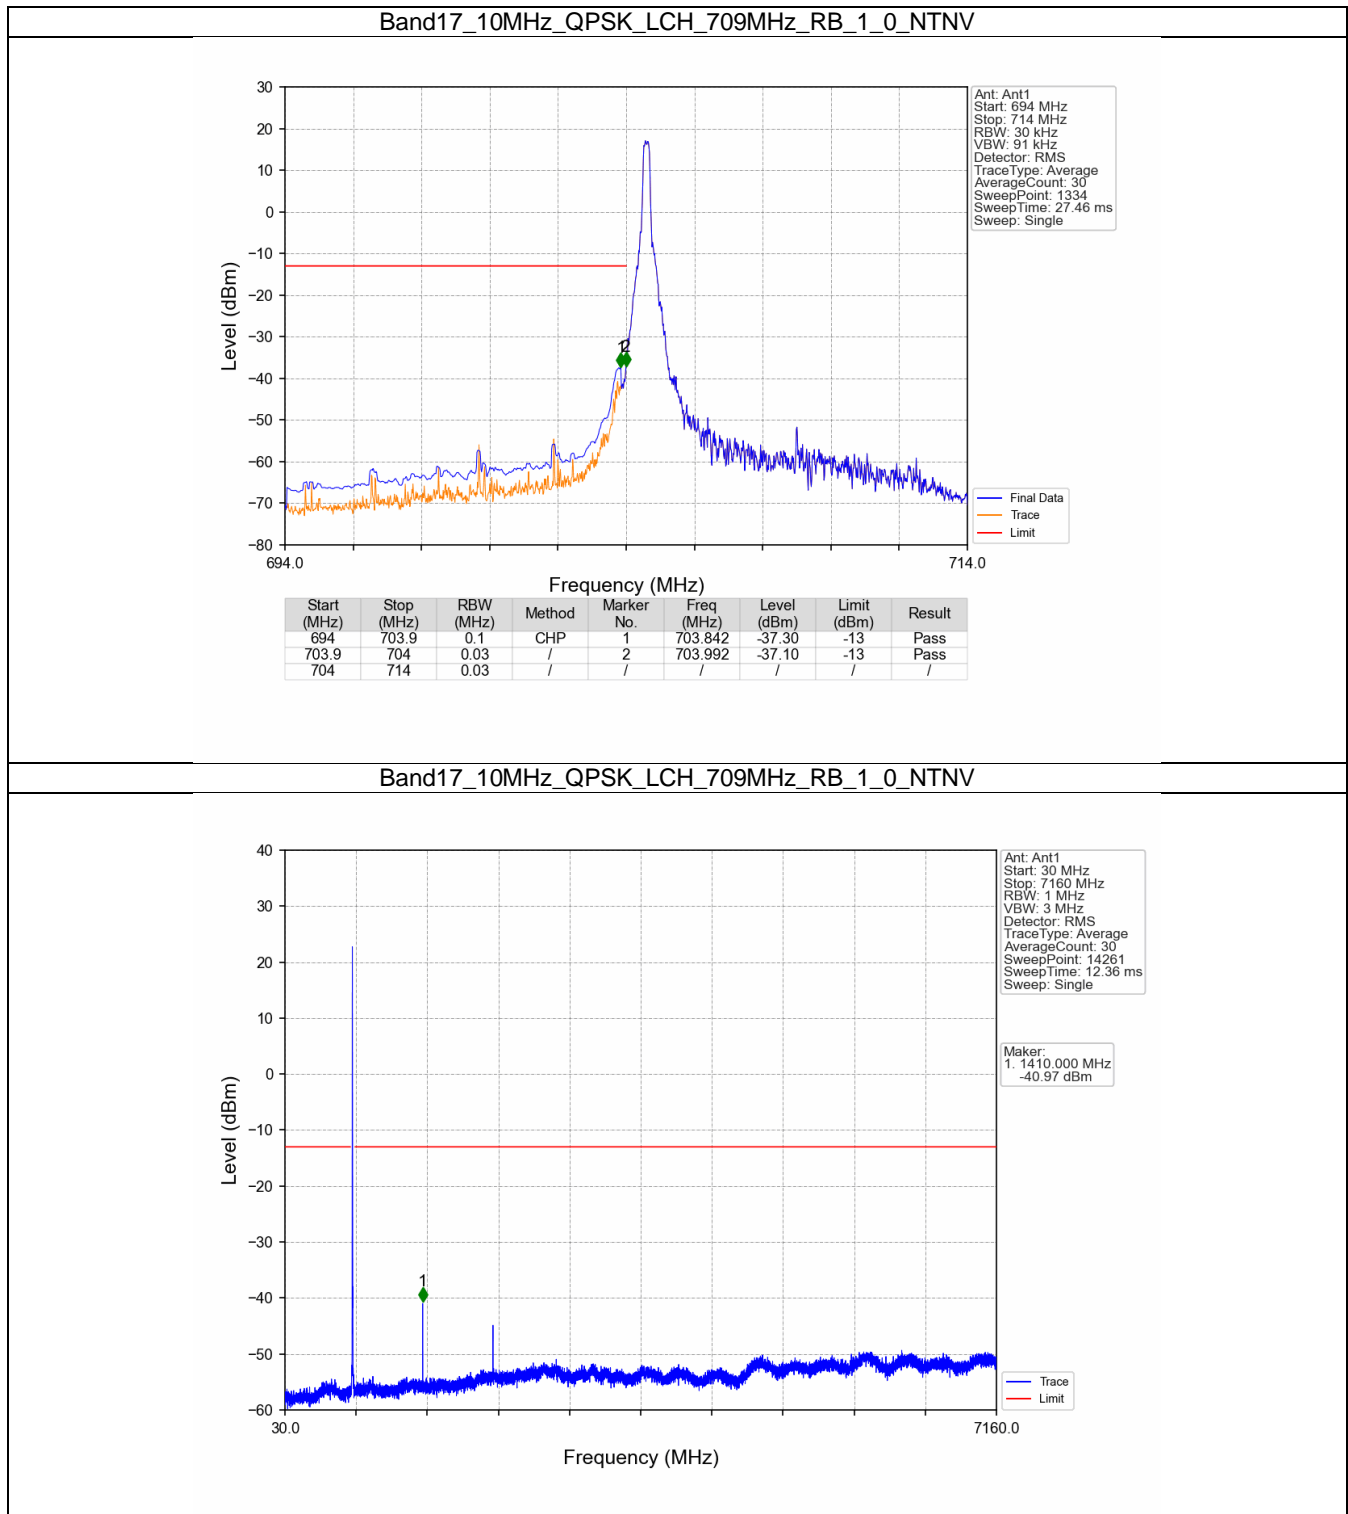 Band17_10MHz_QPSK_LCH_709MHz_RB_1_0_NTNV
30
20
10
0
−10
−20
−30
−40
−50
−60
−70
−80
Level (dBm)
1
2
694.0
714.0
Frequency (MHz)
Ant: Ant1
Start: 694 MHz
Stop: 714 MHz
RBW: 30 kHz
VBW: 91 kHz
Detector: RMS
TraceType: Average
AverageCount: 30
SweepPoint: 1334
SweepTime: 27.46 ms
Sweep: Single
Final Data
Trace
Limit
Start (MHz) Stop (MHz) RBW (MHz) Method Marker No. Freq (MHz) Level (dBm) Limit (dBm) Result
694 703.9 0.1 CHP 1 703.842 -37.30 -13 Pass
703.9 704 0.03 / 2 703.992 -37.10 -13 Pass
704 714 0.03 / / / / / /
Band17_10MHz_QPSK_LCH_709MHz_RB_1_0_NTNV
40
30
20
10
0
−10
−20
−30
−40
−50
−60
Level (dBm)
1
30.0
7160.0
Frequency (MHz)
Ant: Ant1
Start: 30 MHz
Stop: 7160 MHz
RBW: 1 MHz
VBW: 3 MHz
Detector: RMS
TraceType: Average
AverageCount: 30
SweepPoint: 14261
SweepTime: 12.36 ms
Sweep: Single
Maker:
1. 1410.000 MHz
-40.97 dBm
Trace
Limit